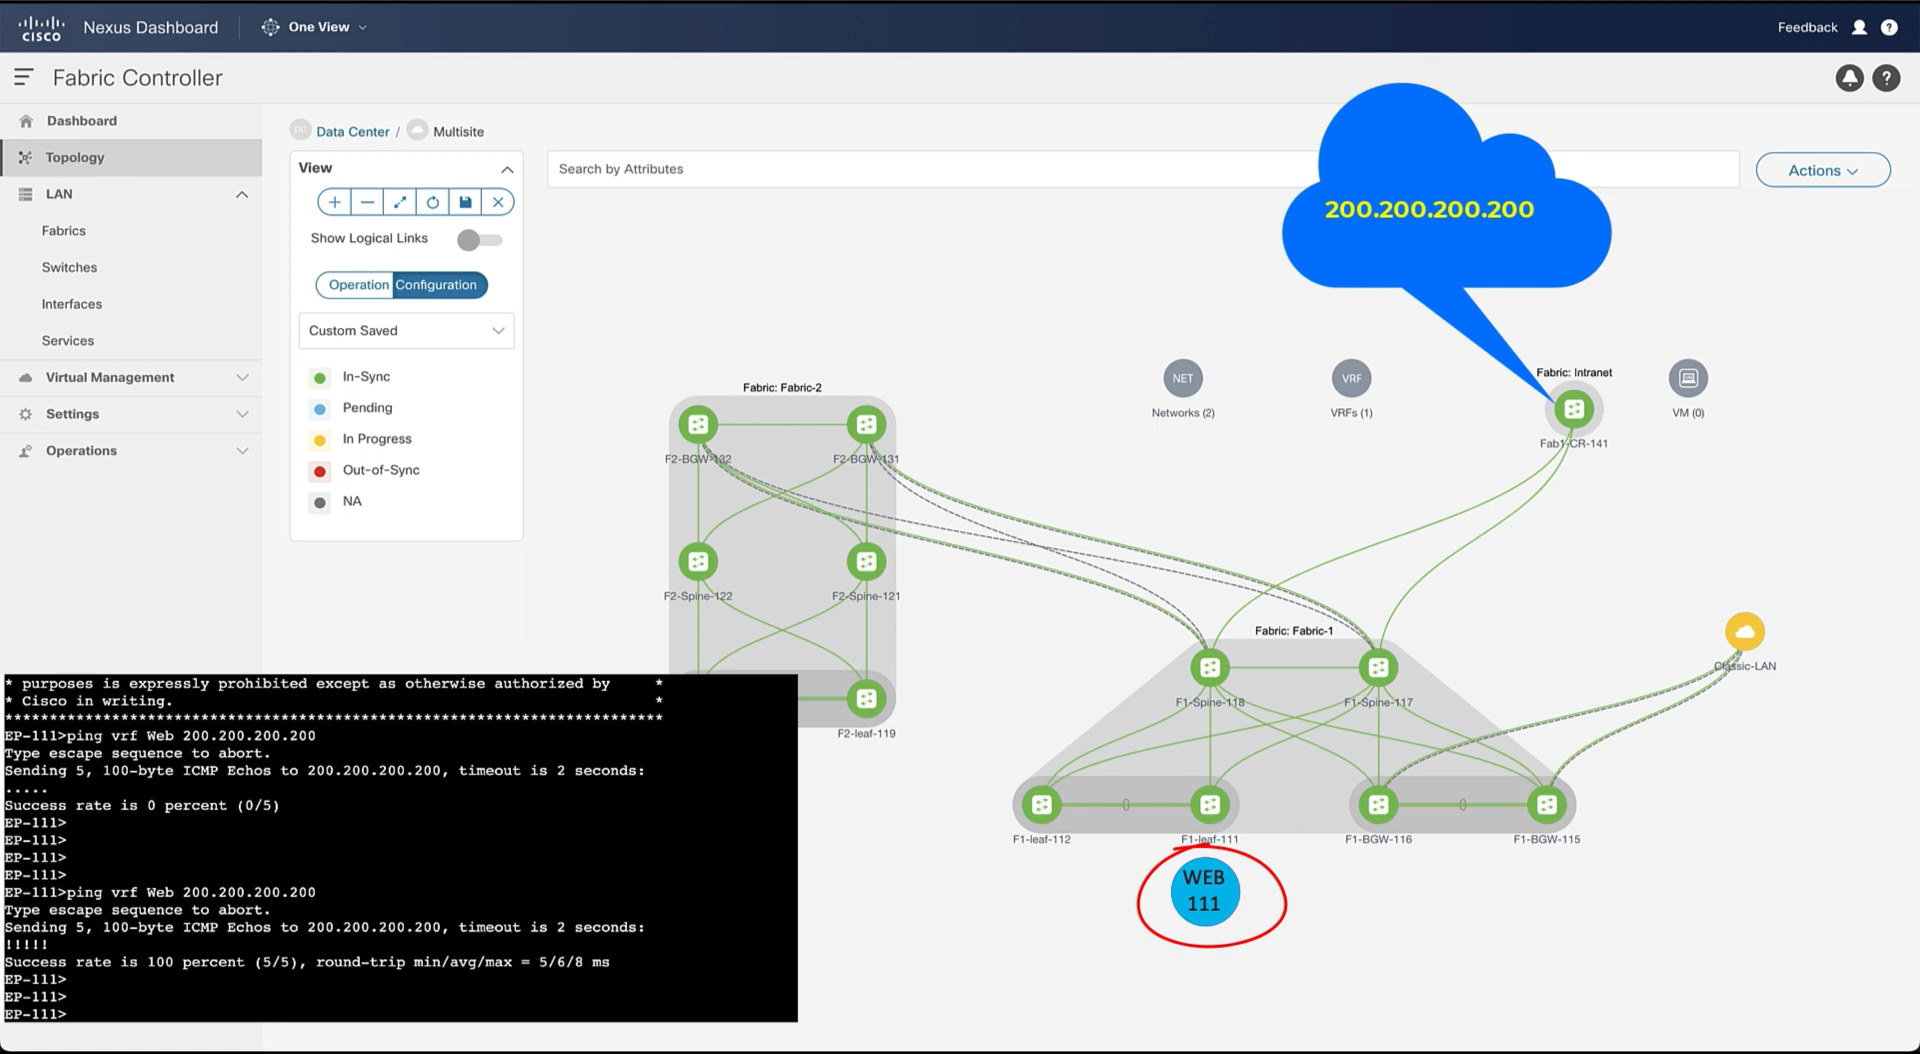 CISCO
Nexus Dashboard
One View
Feedback
?
Fabric Controller
?
Dashboard
Topology
LAN
Fabrics
Switches
Interfaces
Services
Virtual Management
Settings
Operations
DC Data Center / Multisite
View
Show Logical Links
Operation Configuration
Custom Saved
In-Sync
Pending
In Progress
Out-of-Sync
NA
Search by Attributes
Actions
200.200.200.200
NET
Networks (2)
VRF
VRFs (1)
Fabric: Intranet
Fab1-CR-141
VM (0)
Fabric: Fabric-2
F2-BGW-132
F2-BGW-131
F2-Spine-122
F2-Spine-121
F2-leaf-119
Fabric: Fabric-1
F1-Spine-118
F1-Spine-117
Classic-LAN
0
0
F1-leaf-112
F1-leaf-111
F1-BGW-116
F1-BGW-115
WEB
111
* purposes is expressly prohibited except as otherwise authorized by *
* Cisco in writing. *
**************************************************************************
EP-111>ping vrf Web 200.200.200.200
Type escape sequence to abort.
Sending 5, 100-byte ICMP Echos to 200.200.200.200, timeout is 2 seconds:
.....
Success rate is 0 percent (0/5)
EP-111>
EP-111>
EP-111>
EP-111>
EP-111>ping vrf Web 200.200.200.200
Type escape sequence to abort.
Sending 5, 100-byte ICMP Echos to 200.200.200.200, timeout is 2 seconds:
!!!!!
Success rate is 100 percent (5/5), round-trip min/avg/max = 5/6/8 ms
EP-111>
EP-111>
EP-111>